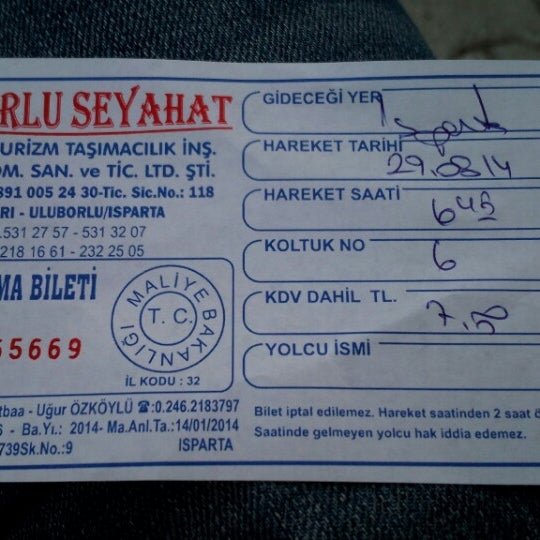 RLU SEYAHAT
URİZM TAŞIMACILIK İNŞ.
M. SAN. ve TİC. LTD. ŞTİ.
891 005 24 30-Tic. Sic.No.: 118
RI - ULUBORLU/ISPARTA
531 27 57 - 531 32 07
218 16 61 - 232 25 05
MA BİLETİ
T.C. MALİYE BAKANLIĞI
55669
İL KODU : 32
tbaa - Uğur ÖZKÖYLÜ ☎:0.246.2183797
- Ba.Yı.: 2014- Ma.Anl.Ta.:14/01/2014
739Sk.No.:9 ISPARTA
GİDECEĞİ YER Isparta
HAREKET TARİHİ 29.08.14
HAREKET SAATİ 6 45
KOLTUK NO 6
KDV DAHİL TL. 7.50
YOLCU İSMİ
Bilet iptal edilemez. Hareket saatinden 2 saat ö
Saatinde gelmeyen yolcu hak iddia edemez.